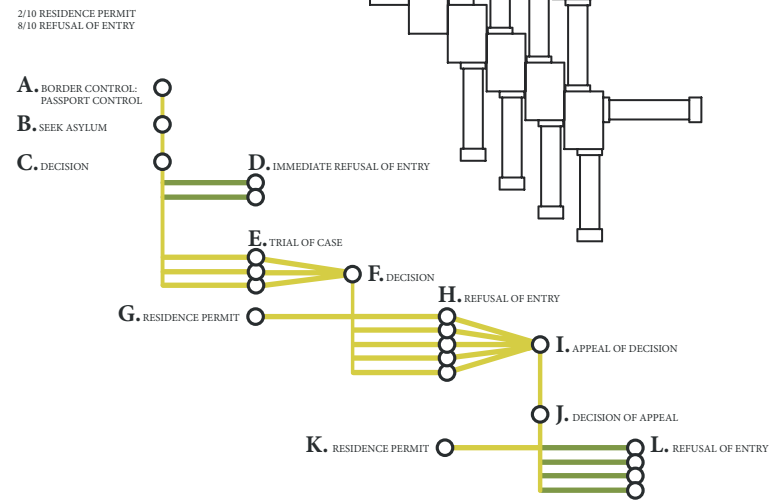 2/10 RESIDENCE PERMIT
8/10 REFUSAL OF ENTRY
A. BORDER CONTROL:
PASSPORT CONTROL
B. SEEK ASYLUM
C. DECISION
D. IMMEDIATE REFUSAL OF ENTRY
E. TRIAL OF CASE
F. DECISION
G. RESIDENCE PERMIT
H. REFUSAL OF ENTRY
I. APPEAL OF DECISION
J. DECISION OF APPEAL
K. RESIDENCE PERMIT
L. REFUSAL OF ENTRY